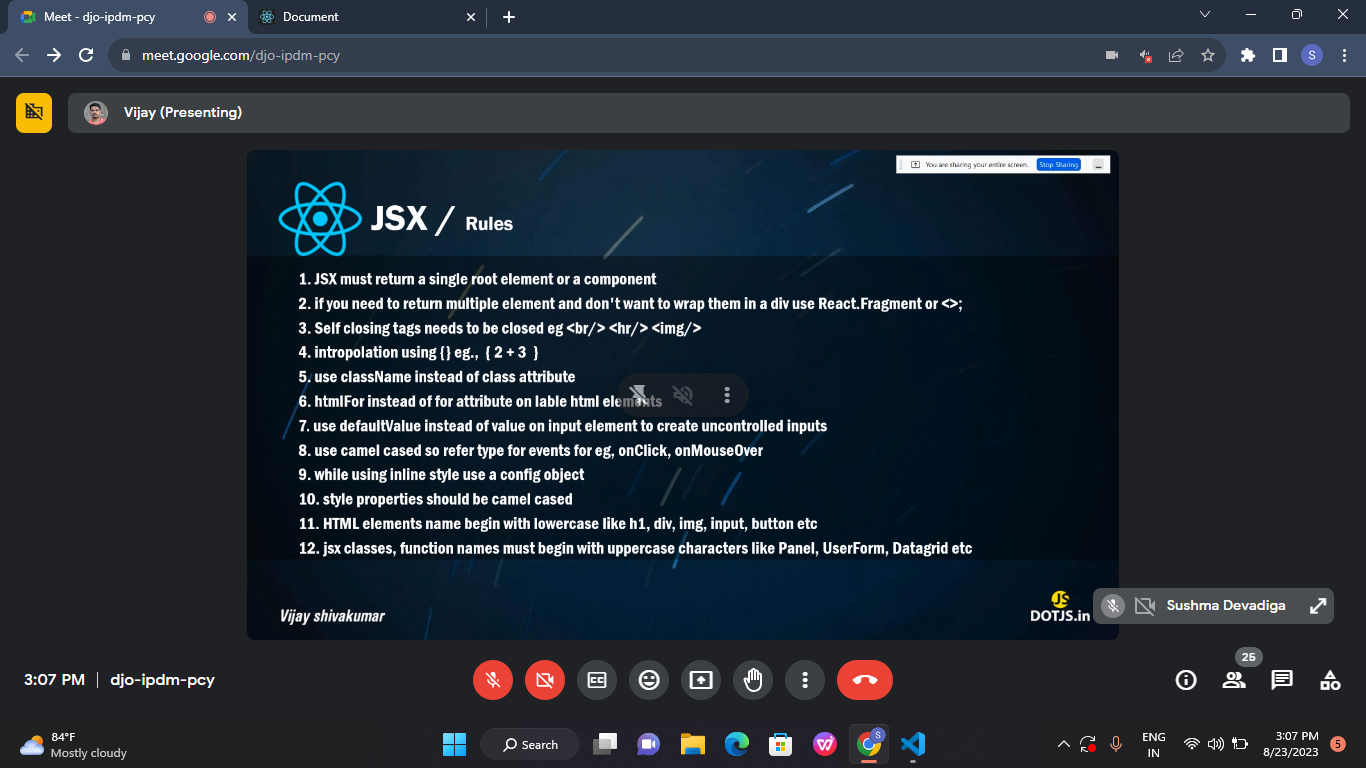 Meet - djo-ipdm-pcy
Document
meet.google.com/djo-ipdm-pcy
S
Vijay (Presenting)
You are sharing your entire screen. Stop Sharing
JSX / Rules
1. JSX must return a single root element or a component
2. if you need to return multiple element and don't want to wrap them in a div use React.Fragment or <>;
3. Self closing tags needs to be closed eg <br/> <hr/> <img/>
4. intropolation using {} eg., { 2 + 3 }
5. use className instead of class attribute
6. htmlFor instead of for attribute on lable html elements
7. use defaultValue instead of value on input element to create uncontrolled inputs
8. use camel cased so refer type for events for eg, onClick, onMouseOver
9. while using inline style use a config object
10. style properties should be camel cased
11. HTML elements name begin with lowercase like h1, div, img, input, button etc
12. jsx classes, function names must begin with uppercase characters like Panel, UserForm, Datagrid etc
Vijay shivakumar
JS
DOTJS.in
Sushma Devadiga
3:07 PM | djo-ipdm-pcy
25
84°F
Mostly cloudy
Search
S
ENG
IN
3:07 PM
8/23/2023
5